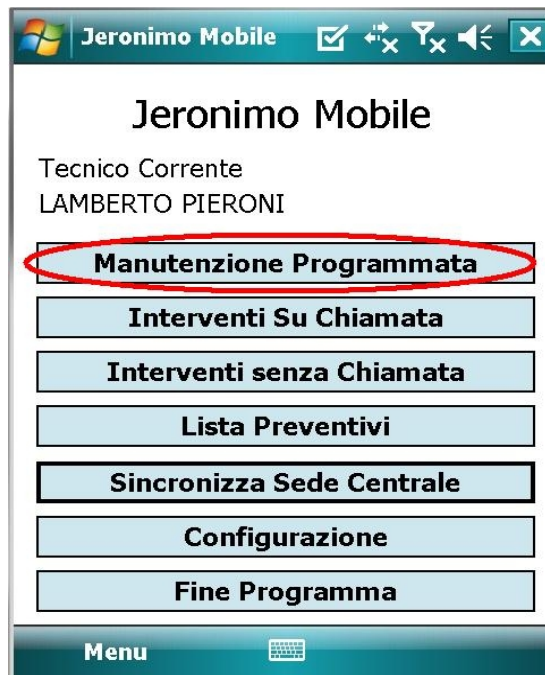 Jeronimo Mobile
Jeronimo Mobile
Tecnico Corrente
LAMBERTO PIERONI
Manutenzione Programmata
Interventi Su Chiamata
Interventi senza Chiamata
Lista Preventivi
Sincronizza Sede Centrale
Configurazione
Fine Programma
Menu